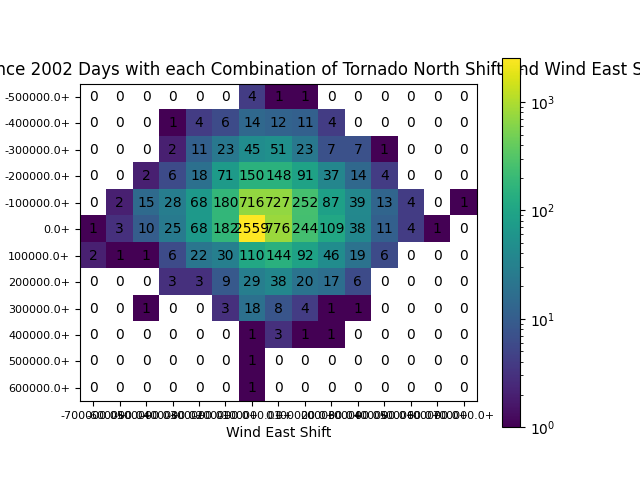 nce 2002 Days with each Combination of Tornado North Shift nd Wind East S
-500000.0+ 0 0 0 0 0 0 4 1 1 0 0 0 0 0 0
-400000.0+ 0 0 0 1 4 6 14 12 11 4 0 0 0 0 0
-300000.0+ 0 0 0 2 11 23 45 51 23 7 7 1 0 0 0
-200000.0+ 0 0 2 6 18 71 150 148 91 37 14 4 0 0 0
-100000.0+ 0 2 15 28 68 180 716 727 252 87 39 13 4 0 1
0.0+ 1 3 10 25 68 182 2559 776 244 109 38 11 4 1 0
100000.0+ 2 1 1 6 22 30 110 144 92 46 19 6 0 0 0
200000.0+ 0 0 0 3 3 9 29 38 20 17 6 0 0 0 0
300000.0+ 0 0 1 0 0 3 18 8 4 1 1 0 0 0 0
400000.0+ 0 0 0 0 0 0 1 3 1 1 0 0 0 0 0
500000.0+ 0 0 0 0 0 0 1 0 0 0 0 0 0 0 0
600000.0+ 0 0 0 0 0 0 1 0 0 0 0 0 0 0 0
Wind East Shift
10³
10²
10¹
10⁰